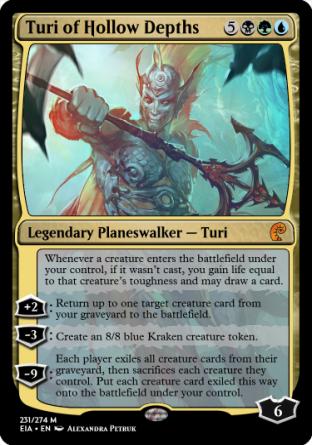 Turi of Hollow Depths 5
Legendary Planeswalker — Turi
Whenever a creature enters the battlefield under
your control, if it wasn't cast, you gain life equal
to that creature's toughness and may draw a card.
+2: Return up to one target creature card from
your graveyard to the battlefield.
-3: Create an 8/8 blue Kraken creature token.
Each player exiles all creature cards from their
graveyard, then sacrifices each creature they
-9: control. Put each creature card exiled this way
onto the battlefield under your control.
6
231/274 M
EIA • EN Alexandra Petruk